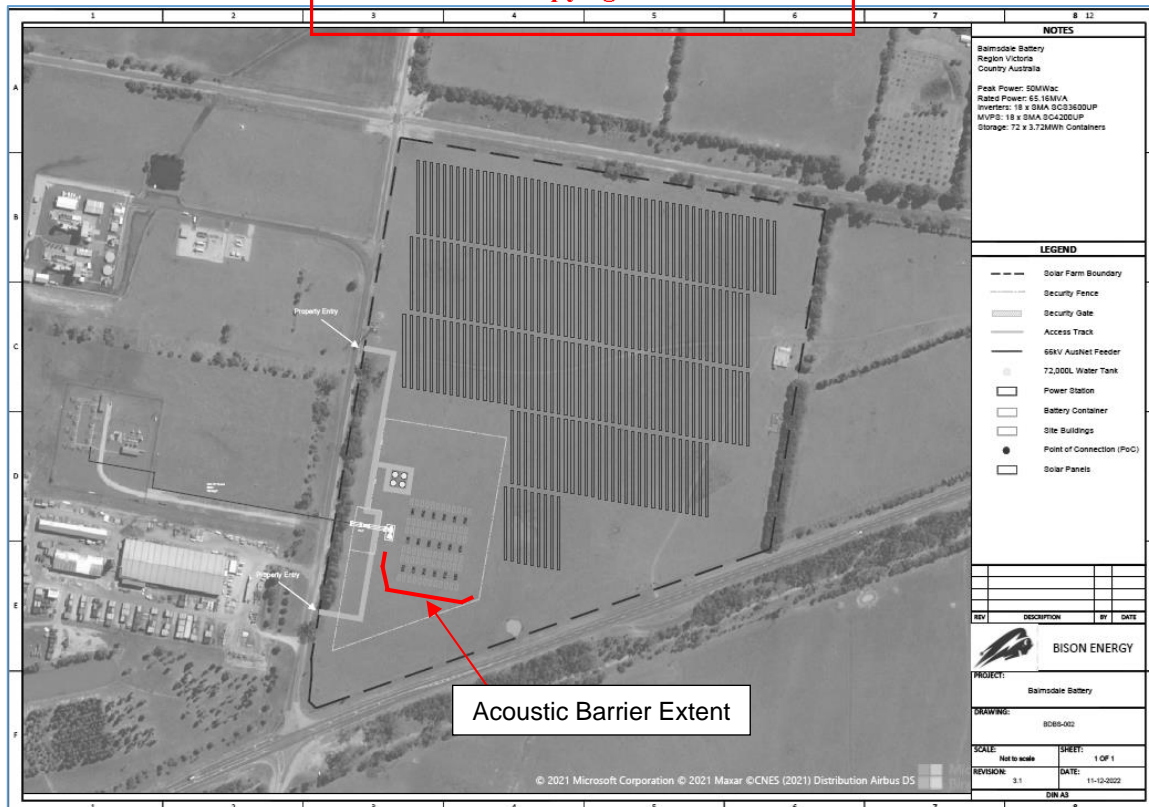 1 2 3 4 5 6 7 8 12
A
B
C
D
E
F
Property Entry
Property Entry
Acoustic Barrier Extent
© 2021 Microsoft Corporation © 2021 Maxar ©CNES (2021) Distribution Airbus DS
NOTES
Bairnsdale Battery
Region Victoria
Country Australia
Peak Power: 50MWac
Rated Power: 65.16MVA
Inverters: 18 x SMA SCS3600UP
MVPS: 18 x SMA SC4200UP
Storage: 72 x 3.72MWh Containers
LEGEND
Solar Farm Boundary
Security Fence
Security Gate
Access Track
66kV AusNet Feeder
72,000L Water Tank
Power Station
Battery Container
Site Buildings
Point of Connection (PoC)
Solar Panels
REV DESCRIPTION BY DATE
BISON ENERGY
PROJECT:
Bairnsdale Battery
DRAWING:
BDBS-002
SCALE: SHEET:
Not to scale 1 OF 1
REVISION: DATE:
3.1 11-12-2022
DIN A3